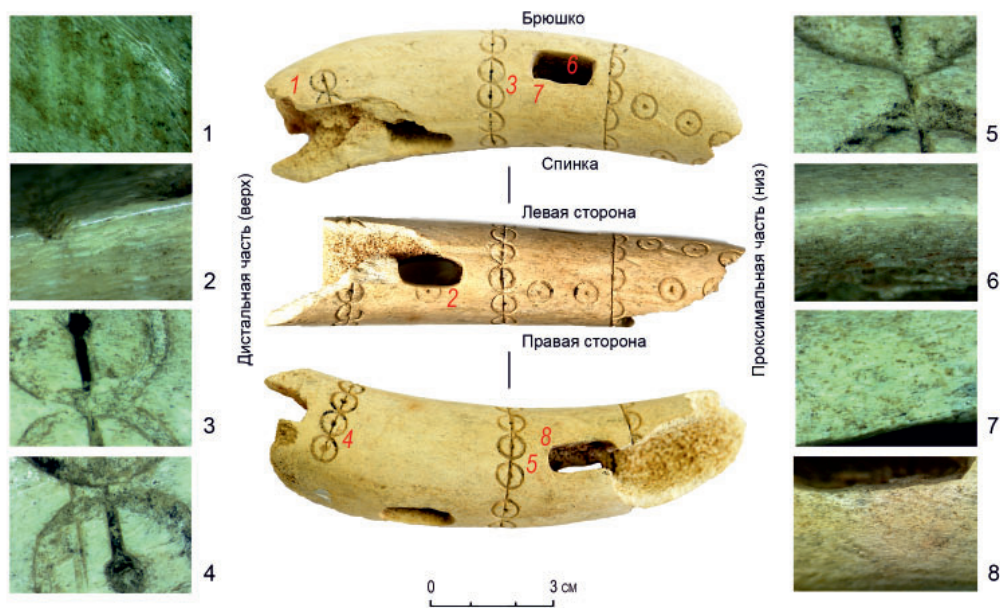 Брюшко
1
3
6
7
Спинка
Левая сторона
2
Правая сторона
4
8
5
Дистальная часть (верх)
Проксимальная часть (низ)
1
2
3
4
5
6
7
8
0
3 см